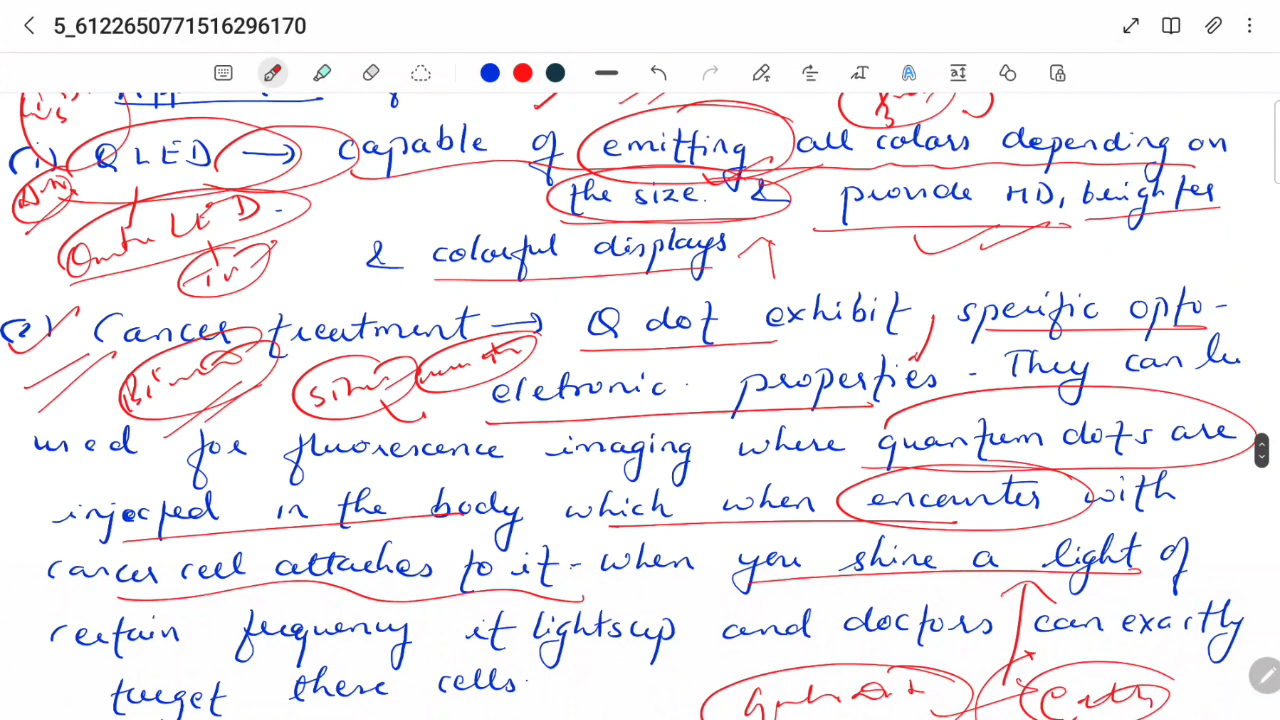 5_6122650771516296170
(i) QLED → capable of emitting all colors depending on
the size & provide HD, brighter
Quantum LED
& colorful displays
(2) Cancer treatment → Q dot exhibit specific opto-
eletronic properties - They can be
used for fluorescence imaging where quantum dots are
injected in the body which when encounter with
cancer cell attaches to it - when you shine a light of
certain frequency it lights up and doctors can exactly
target these cells.